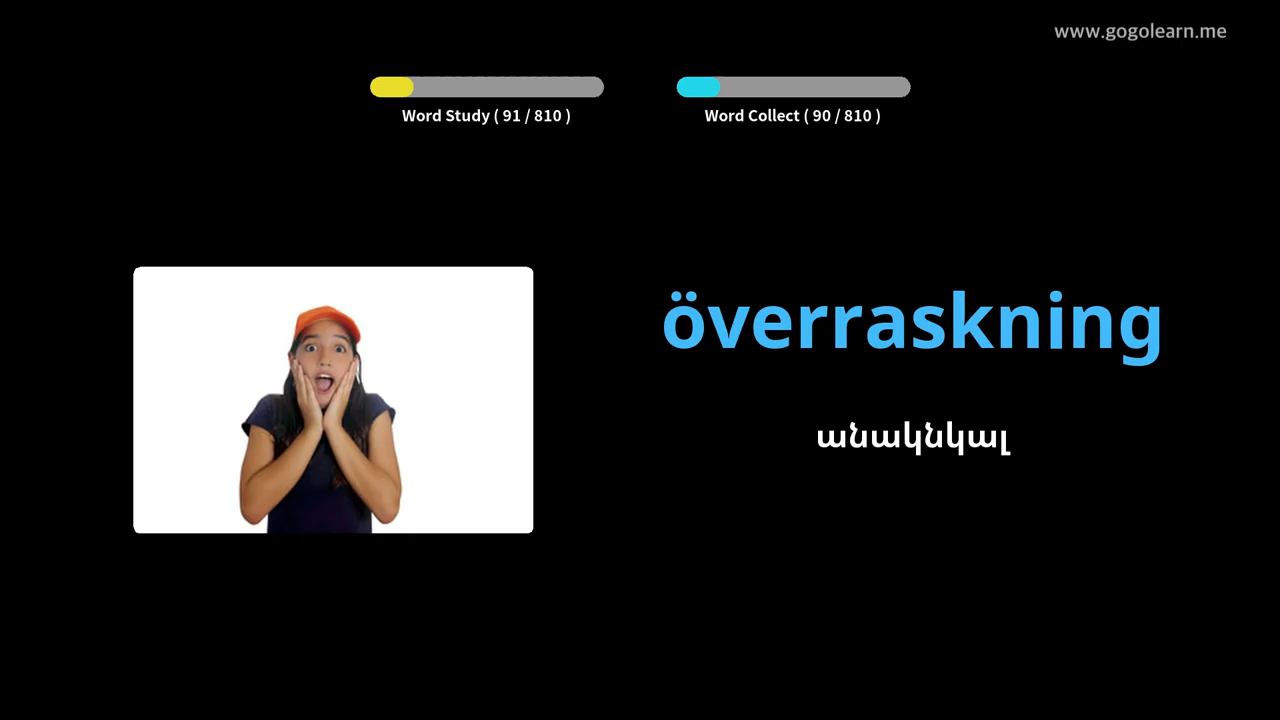 www.gogolearn.me
Word Study ( 91 / 810 )
Word Collect ( 90 / 810 )
överraskning
անակնկալ